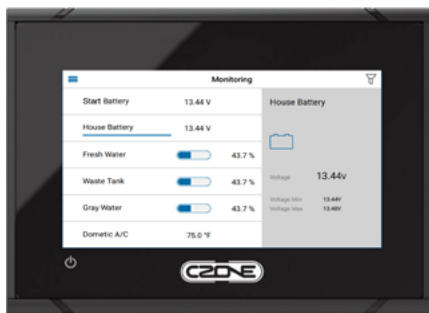 Monitoring
Start Battery 13.44 V
House Battery 13.44 V
Fresh Water 43.7 %
Waste Tank 43.7 %
Gray Water 43.7 %
Dometic A/C 75.0 °F
House Battery
Voltage 13.44v
Voltage Min 13.44V
Voltage Max 13.48V
CZONE